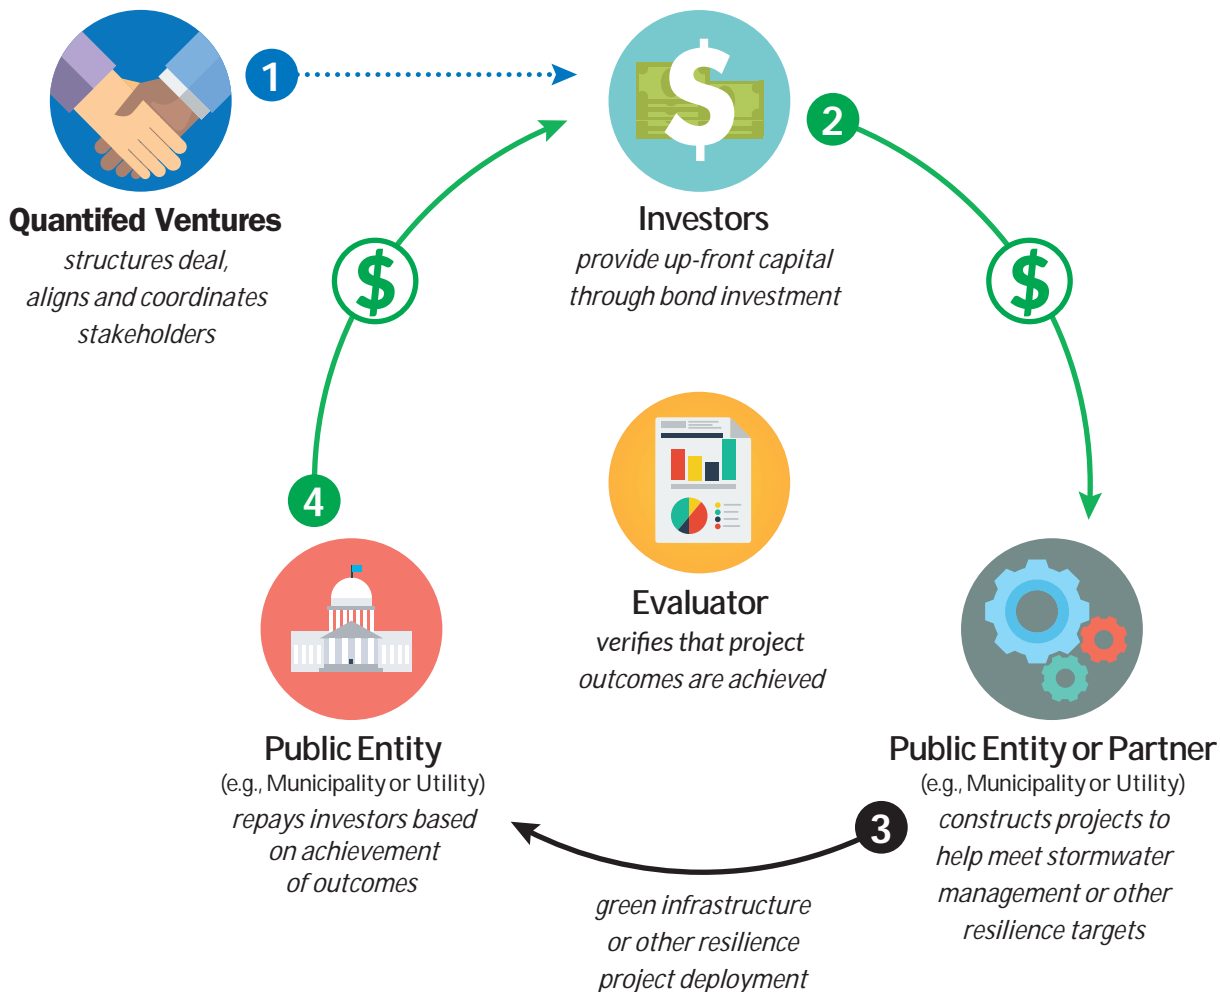 1
Quantifed Ventures
structures deal,
aligns and coordinates
stakeholders
$
Investors
provide up-front capital
through bond investment
2
$
$
Evaluator
verifies that project
outcomes are achieved
Public Entity or Partner
(e.g., Municipality or Utility)
constructs projects to
help meet stormwater
management or other
resilience targets
3
green infrastructure
or other resilience
project deployment
4
Public Entity
(e.g., Municipality or Utility)
repays investors based
on achievement
of outcomes